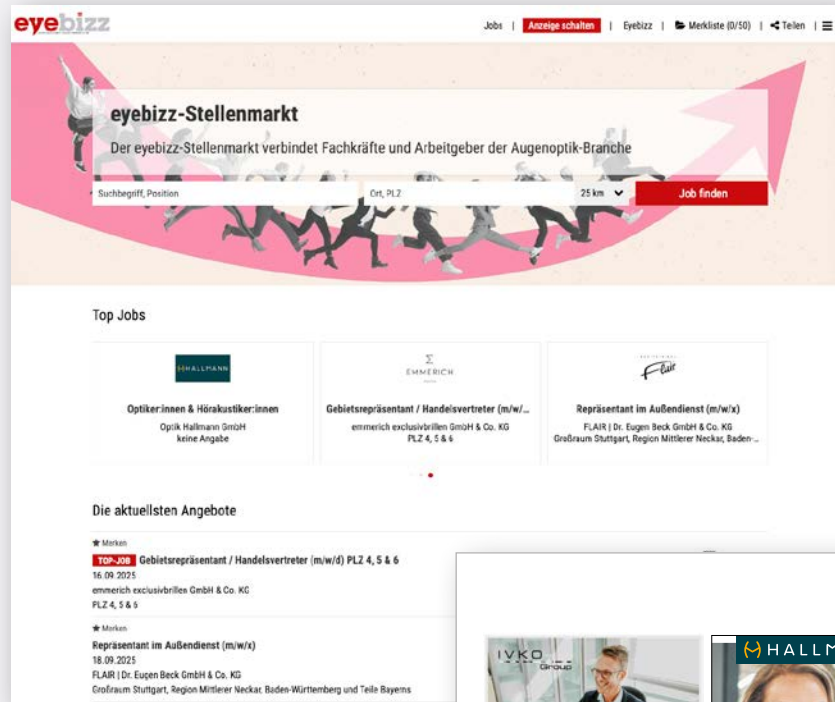 eyebizz
Jobs | Anzeige schalten | Eyebizz | Merkliste (0/50) | Teilen |
eyebizz-Stellenmarkt
Der eyebizz-Stellenmarkt verbindet Fachkräfte und Arbeitgeber der Augenoptik-Branche
Suchbegriff, Position Ort, PLZ 25 km Job finden
Top Jobs
HALLMANN
EMMERICH
Flair
Optiker:innen & Hörakustiker:innen
Optik Hallmann GmbH
keine Angabe
Gebietsrepräsentant / Handelsvertreter (m/w/...
emmerich exclusivbrillen GmbH & Co. KG
PLZ 4, 5 & 6
Repräsentant im Außendienst (m/w/x)
FLAIR | Dr. Eugen Beck GmbH & Co. KG
Großraum Stuttgart, Region Mittlerer Neckar, Baden-...
Die aktuellsten Angebote
Merken
TOP-JOB Gebietsrepräsentant / Handelsvertreter (m/w/d) PLZ 4, 5 & 6
16.09.2025
emmerich exclusivbrillen GmbH & Co. KG
PLZ 4, 5 & 6
Merken
Repräsentant im Außendienst (m/w/x)
18.09.2025
FLAIR | Dr. Eugen Beck GmbH & Co. KG
Großraum Stuttgart, Region Mittlerer Neckar, Baden-Württemberg und Teile Bayerns
IVKO
Group
HALLM